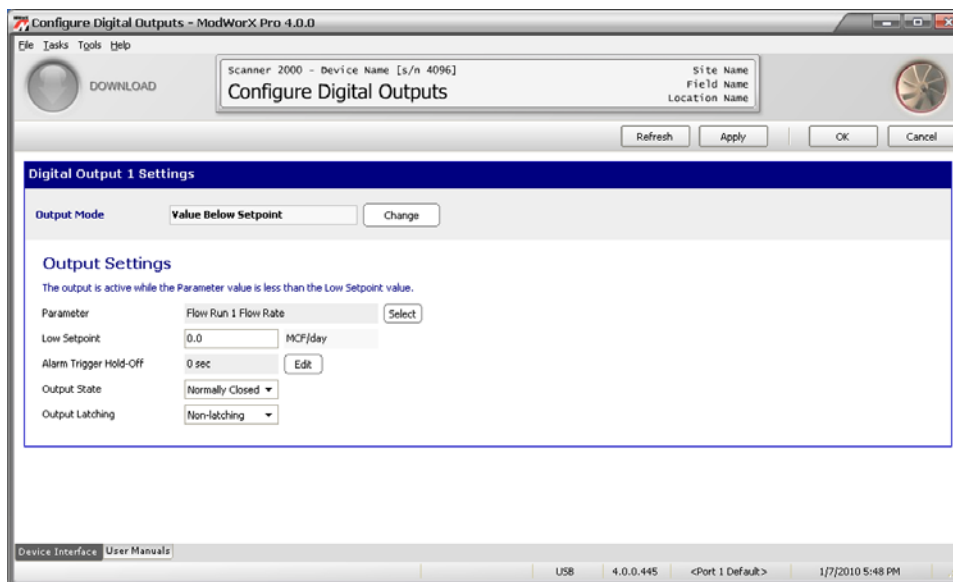 Configure Digital Outputs - ModWorX Pro 4.0.0
File Tasks Tools Help
DOWNLOAD
Scanner 2000 - Device Name [s/n 4096]
Configure Digital Outputs
Site Name
Field Name
Location Name
Refresh Apply OK Cancel
Digital Output 1 Settings
Output Mode Value Below Setpoint Change
Output Settings
The output is active while the Parameter value is less than the Low Setpoint value.
Parameter Flow Run 1 Flow Rate Select
Low Setpoint 0.0 MCF/day
Alarm Trigger Hold-Off 0 sec Edit
Output State Normally Closed
Output Latching Non-latching
Device Interface User Manuals
USB 4.0.0.445 <Port 1 Default> 1/7/2010 5:48 PM